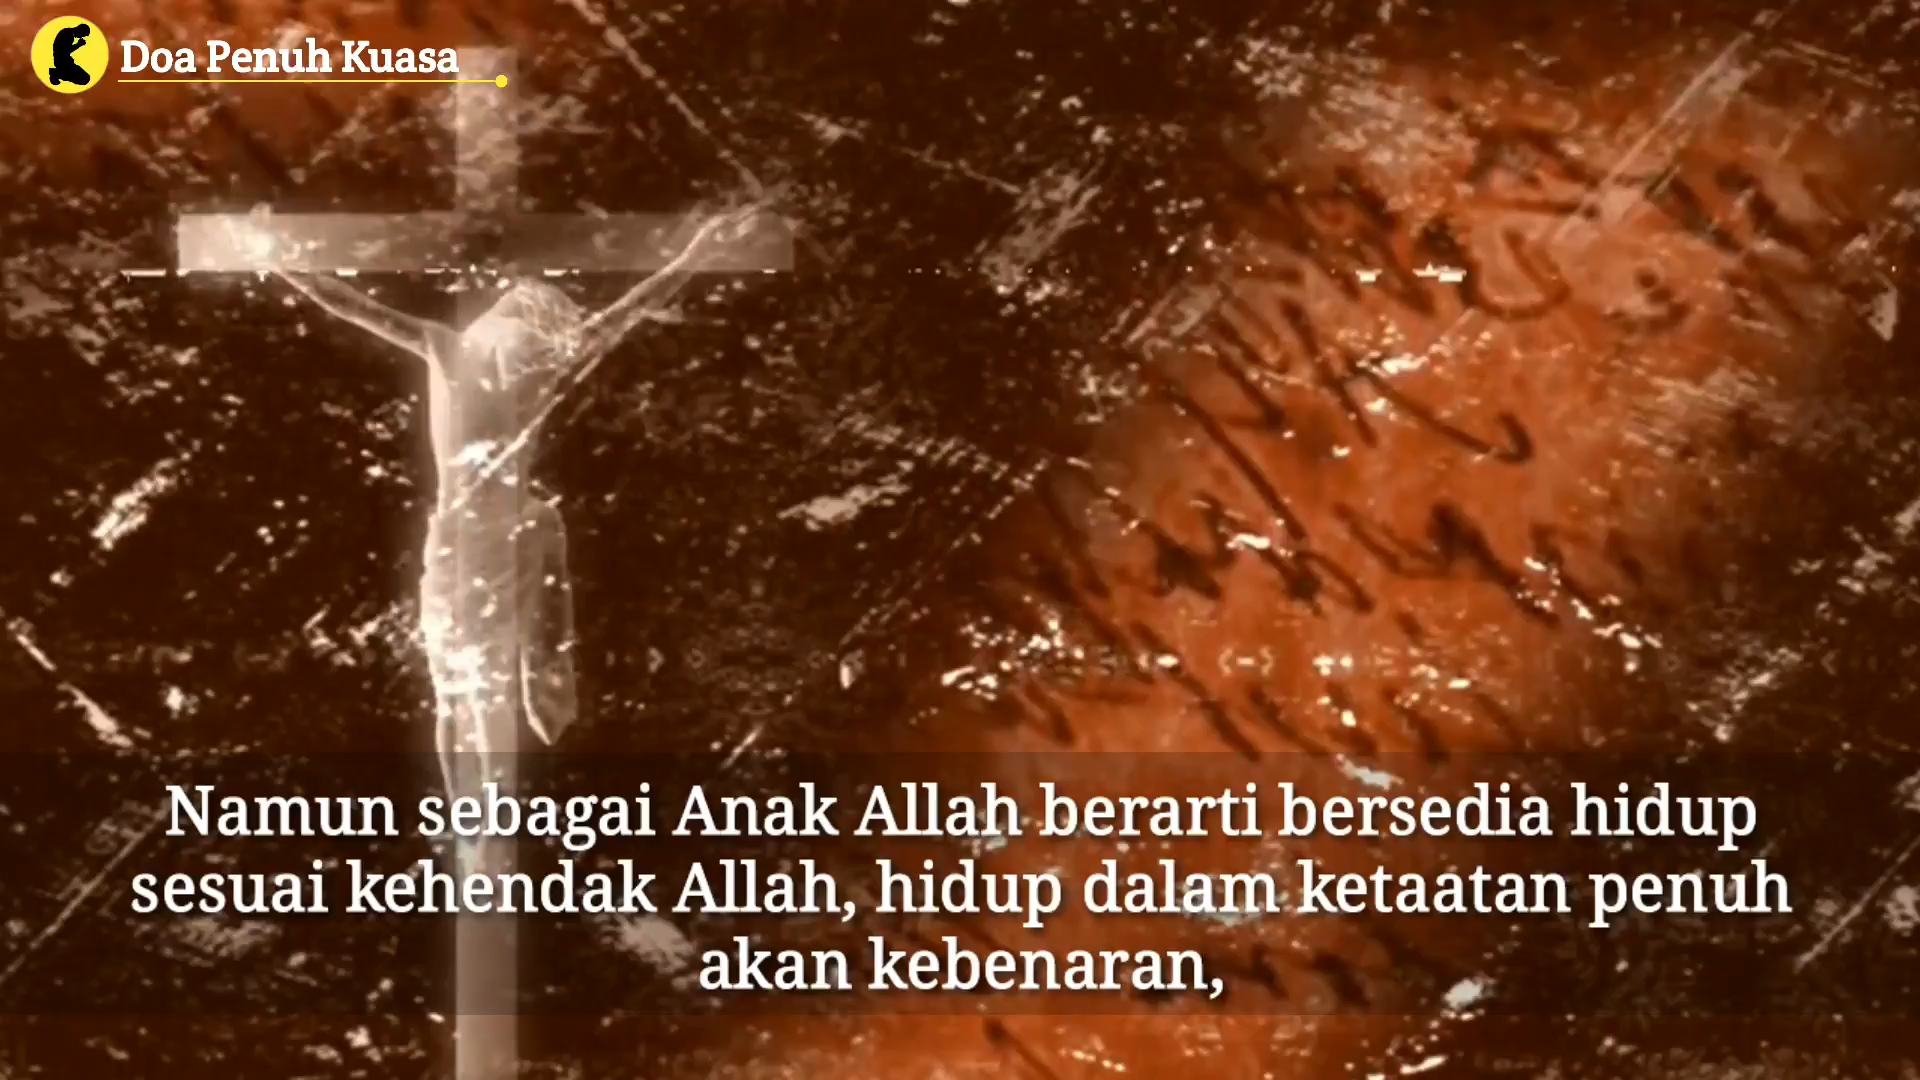 Doa Penuh Kuasa
Namun sebagai Anak Allah berarti bersedia hidup
sesuai kehendak Allah, hidup dalam ketaatan penuh
akan kebenaran,